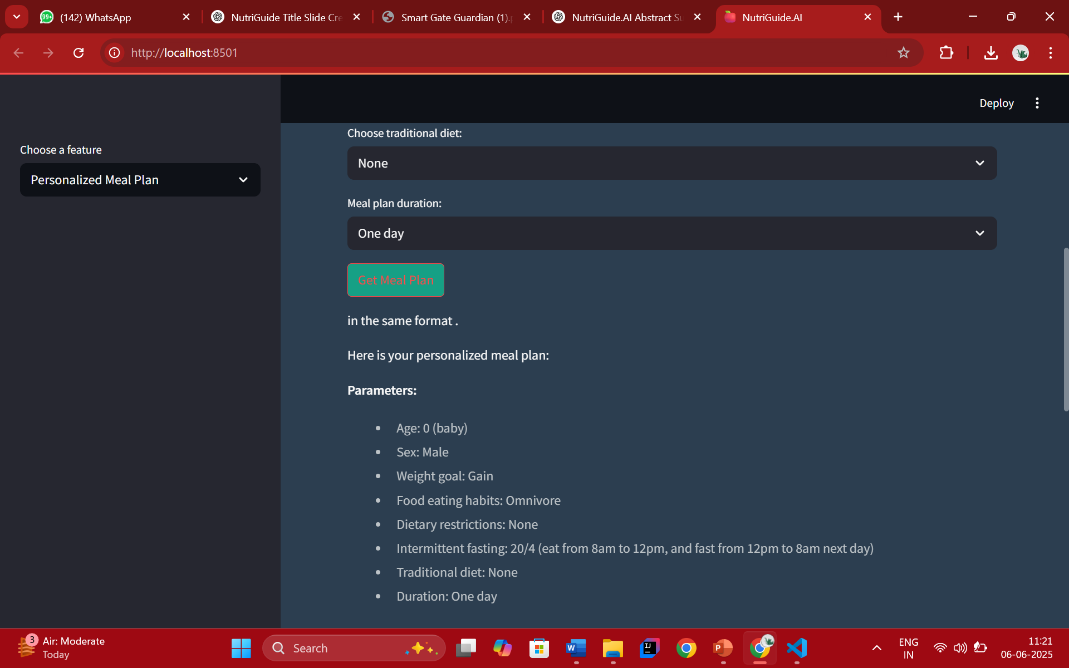 (142) WhatsApp
NutriGuide Title Slide Cre
Smart Gate Guardian (1).p
NutriGuide.AI Abstract Su
NutriGuide.AI
http://localhost:8501
Deploy
Choose a feature
Personalized Meal Plan
Choose traditional diet:
None
Meal plan duration:
One day
Get Meal Plan
in the same format .
Here is your personalized meal plan:
Parameters:
• Age: 0 (baby)
• Sex: Male
• Weight goal: Gain
• Food eating habits: Omnivore
• Dietary restrictions: None
• Intermittent fasting: 20/4 (eat from 8am to 12pm, and fast from 12pm to 8am next day)
• Traditional diet: None
• Duration: One day
3
Air: Moderate
Today
Search
ENG
IN
11:21
06-06-2025